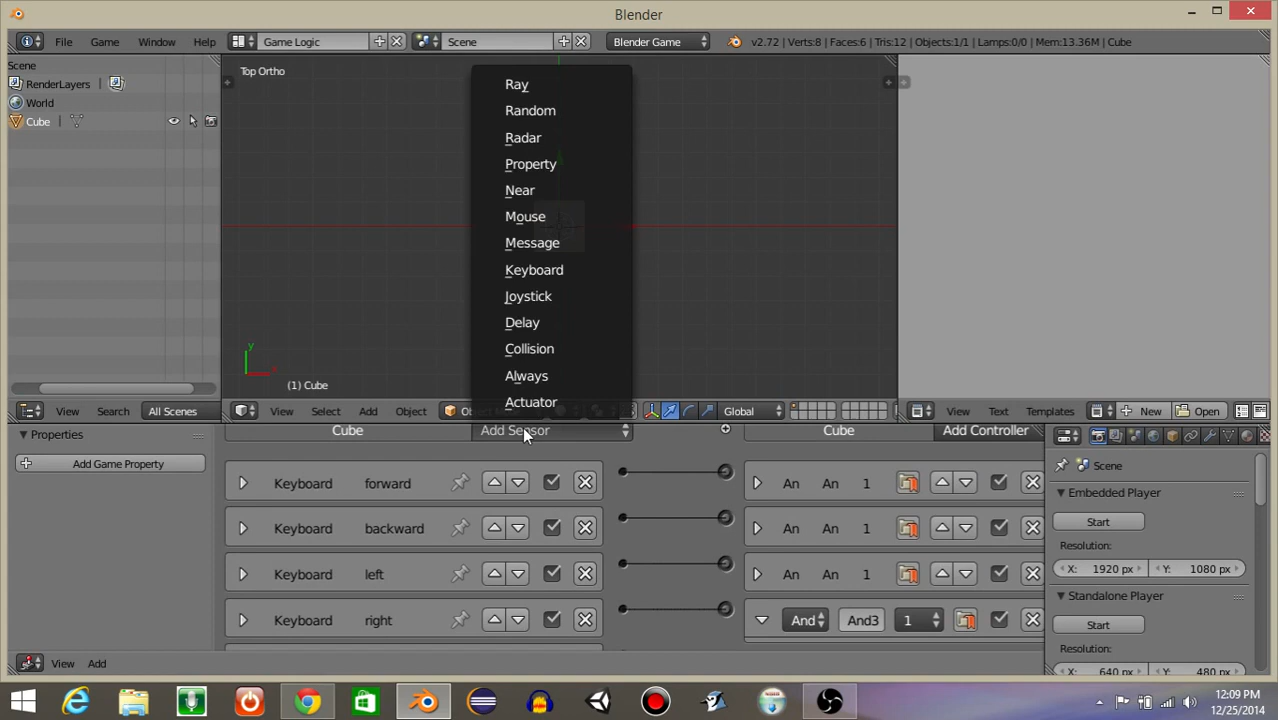 Blender
File Game Window Help Game Logic Scene Blender Game v2.72 | Verts:8 | Faces:6 | Tris:12 | Objects:1/1 | Lamps:0/0 | Mem:13.36M | Cube
Scene
RenderLayers
World
Cube
Top Ortho
Ray
Random
Radar
Property
Near
Mouse
Message
Keyboard
Joystick
Delay
Collision
Always
Actuator
y
x
(1) Cube
View Search All Scenes
View Select Add Object Global
View Text Templates New Open
Properties
Add Game Property
Cube Add Sensor Cube Add Controller
Keyboard forward An An 1
Keyboard backward An An 1
Keyboard left An An 1
Keyboard right And And3 1
View Add
Scene
Embedded Player
Start
Resolution:
X: 1920 px Y: 1080 px
Standalone Player
Start
Resolution:
X: 640 px Y: 480 px
12:09 PM
12/25/2014